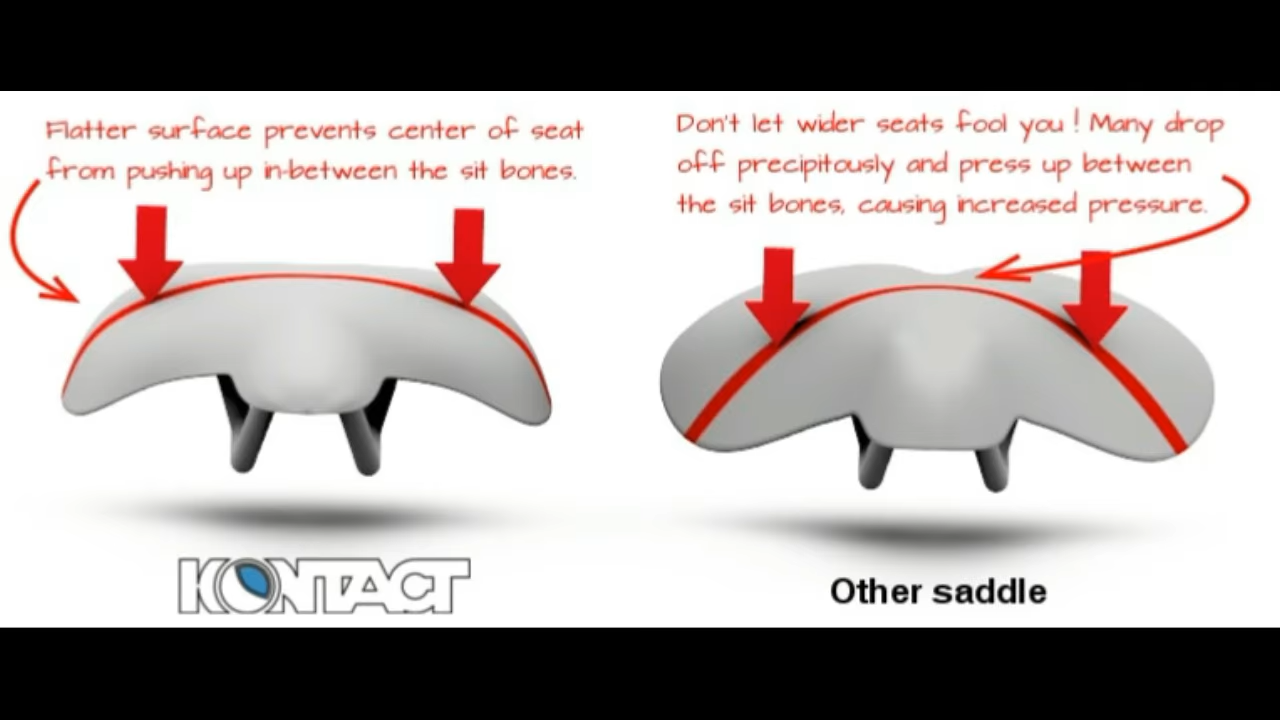 Flatter surface prevents center of seat
from pushing up in-between the sit bones.
Don't let wider seats fool you! Many drop
off precipitously and press up between
the sit bones, causing increased pressure.
KONTACT
Other saddle